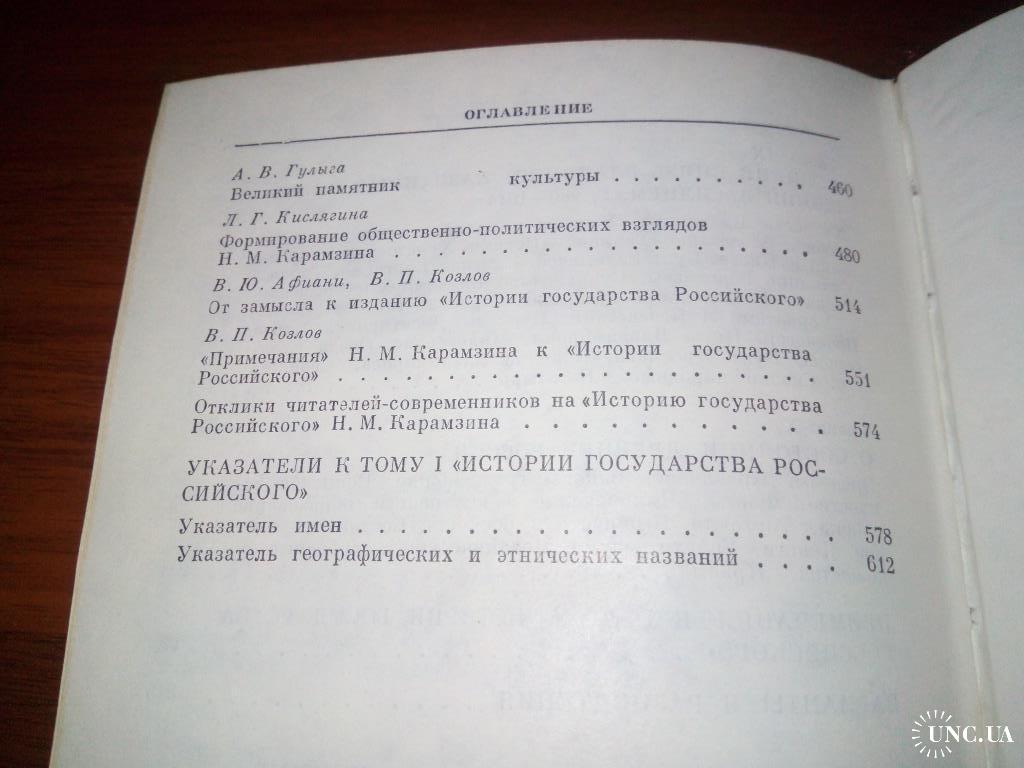 ОГЛАВЛЕНИЕ
А. В. Гулыга
Великий памятник культуры . . . . . . . . . . 460
Л. Г. Кислягина
Формирование общественно-политических взглядов
Н. М. Карамзина . . . . . . . . . . . . . . . . . . . 480
В. Ю. Афиани, В. П. Козлов
От замысла к изданию «Истории государства Российского» 514
В. П. Козлов
«Примечания» Н. М. Карамзина к «Истории государства
Российского» . . . . . . . . . . . . . . . . . . . . . . 551
Отклики читателей-современников на «Историю государства
Российского» Н. М. Карамзина . . . . . . . . . . . . . 574
УКАЗАТЕЛИ К ТОМУ I «ИСТОРИИ ГОСУДАРСТВА РОС-
СИЙСКОГО»
Указатель имен . . . . . . . . . . . . . . . . . . . . . 578
Указатель географических и этнических названий . . . . 612
UNC.UA